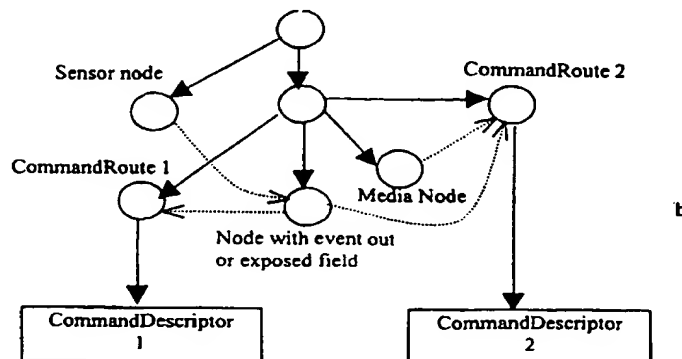 Sensor node
CommandRoute 2
CommandRoute 1
Media Node
Node with event out
or exposed field
b
CommandDescriptor
1
CommandDescriptor
2